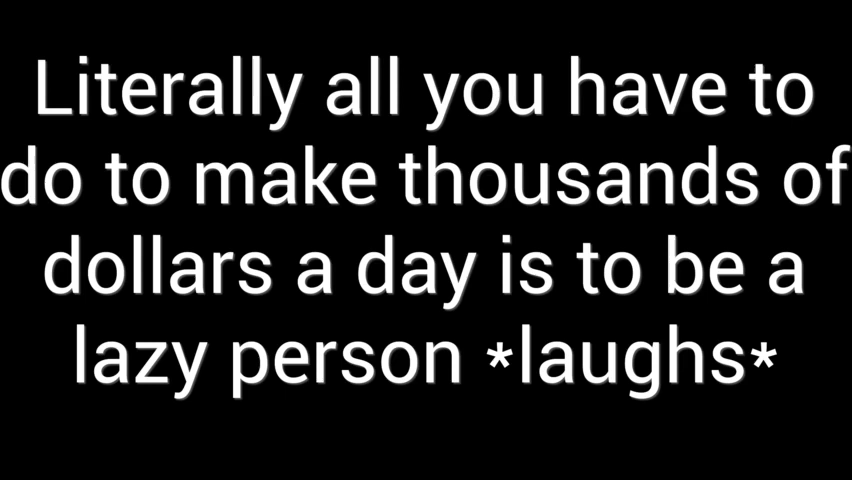 Literally all you have to
do to make thousands of
dollars a day is to be a
lazy person *laughs*